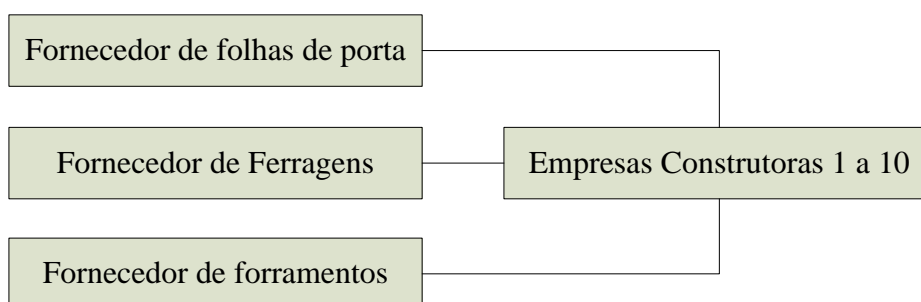 Fornecedor de folhas de porta
Fornecedor de Ferragens
Empresas Construtoras 1 a 10
Fornecedor de forramentos